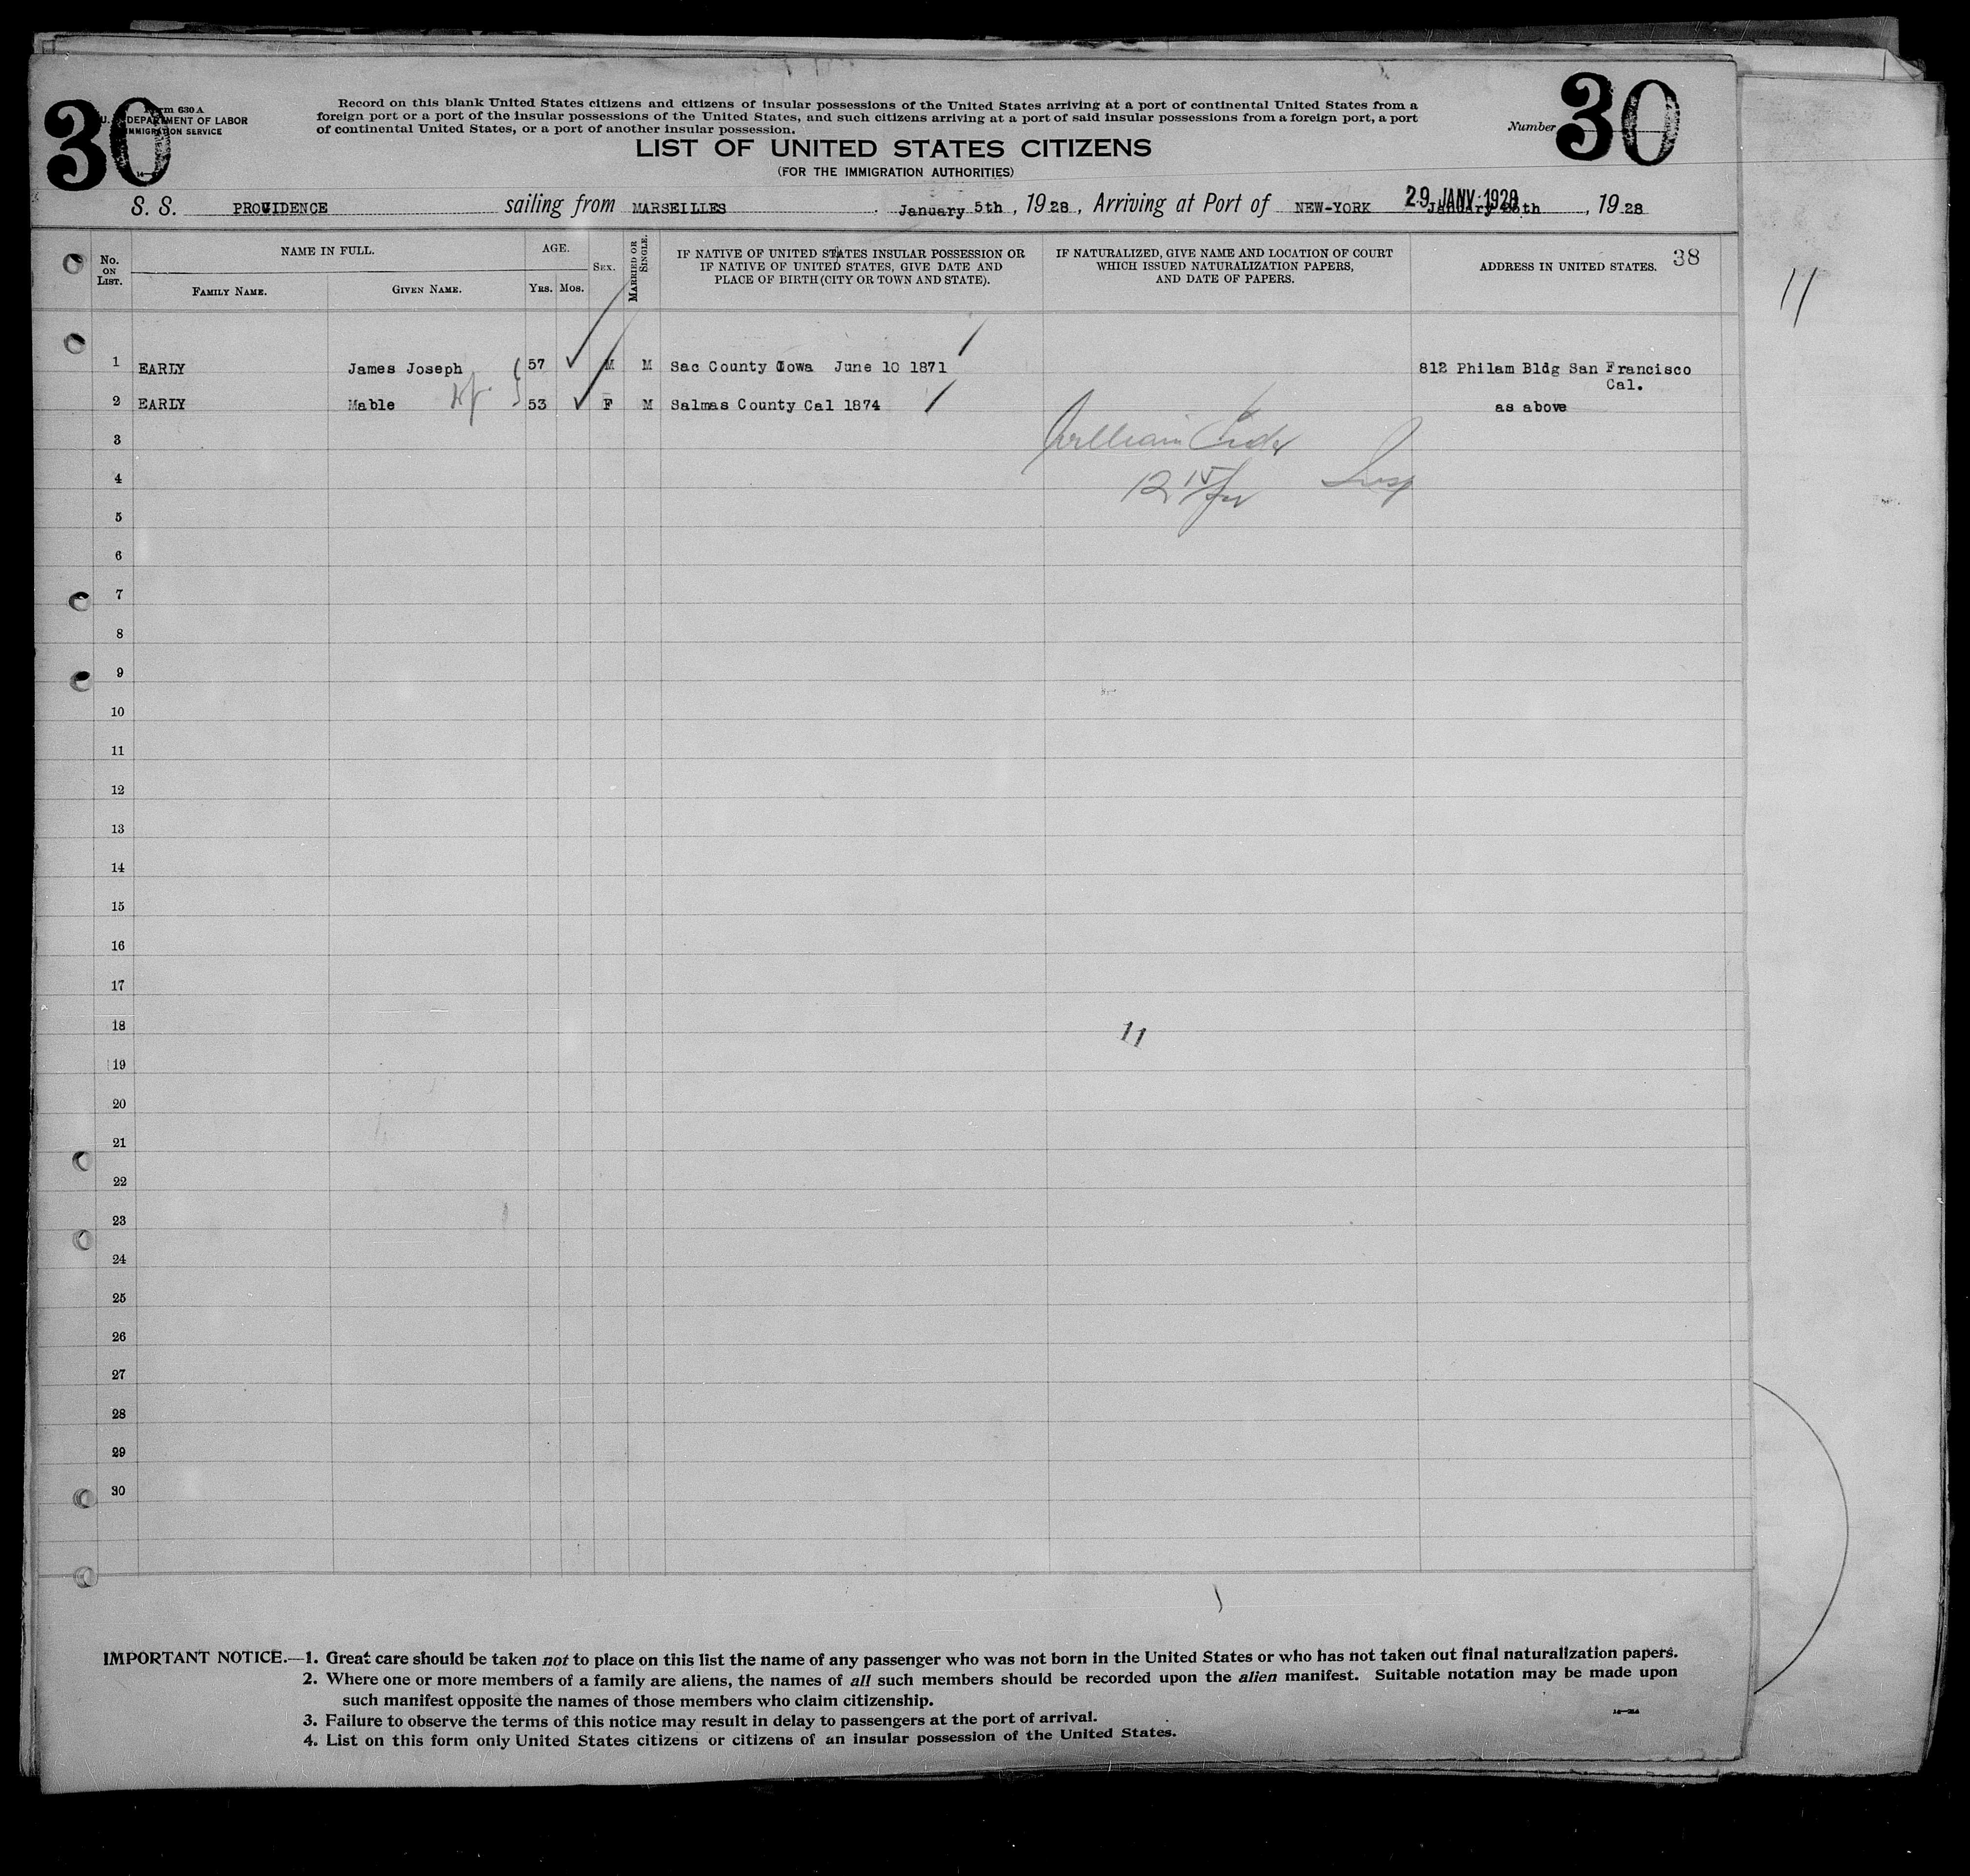 30
Form 630 A
U. S. DEPARTMENT OF LABOR
IMMIGRATION SERVICE
Record on this blank United States citizens and citizens of insular possessions of the United States arriving at a port of continental United States from a
foreign port or a port of the insular possessions of the United States, and such citizens arriving at a port of said insular possessions from a foreign port, a port
of continental United States, or a port of another insular possession.
Number 30
LIST OF UNITED STATES CITIZENS
(FOR THE IMMIGRATION AUTHORITIES)
S. S. PROVIDENCE sailing from MARSEILLES January 5th, 1928, Arriving at Port of NEW-YORK January th, 1928
29 JANV 1928
No. ON LIST.
NAME IN FULL.
FAMILY NAME.
GIVEN NAME.
AGE.
YRS. MOS.
SEX.
MARRIED OR SINGLE.
IF NATIVE OF UNITED STATES INSULAR POSSESSION OR
IF NATIVE OF UNITED STATES, GIVE DATE AND
PLACE OF BIRTH (CITY OR TOWN AND STATE).
IF NATURALIZED, GIVE NAME AND LOCATION OF COURT
WHICH ISSUED NATURALIZATION PAPERS,
AND DATE OF PAPERS.
ADDRESS IN UNITED STATES.
38
11
1 EARLY James Joseph 57 M M Sac County Iowa June 10 1871 812 Philam Bldg San Francisco
Cal.
2 EARLY Mable wf 53 F M Salmas County Cal 1874 as above
3
William Insp
4
12 15
5
6
7
8
9
10
11
12
13
14
15
16
17
18
11
19
20
21
22
23
24
25
26
27
28
29
30
IMPORTANT NOTICE.—1. Great care should be taken not to place on this list the name of any passenger who was not born in the United States or who has not taken out final naturalization papers.
2. Where one or more members of a family are aliens, the names of all such members should be recorded upon the alien manifest. Suitable notation may be made upon
such manifest opposite the names of those members who claim citizenship.
3. Failure to observe the terms of this notice may result in delay to passengers at the port of arrival.
4. List on this form only United States citizens or citizens of an insular possession of the United States.